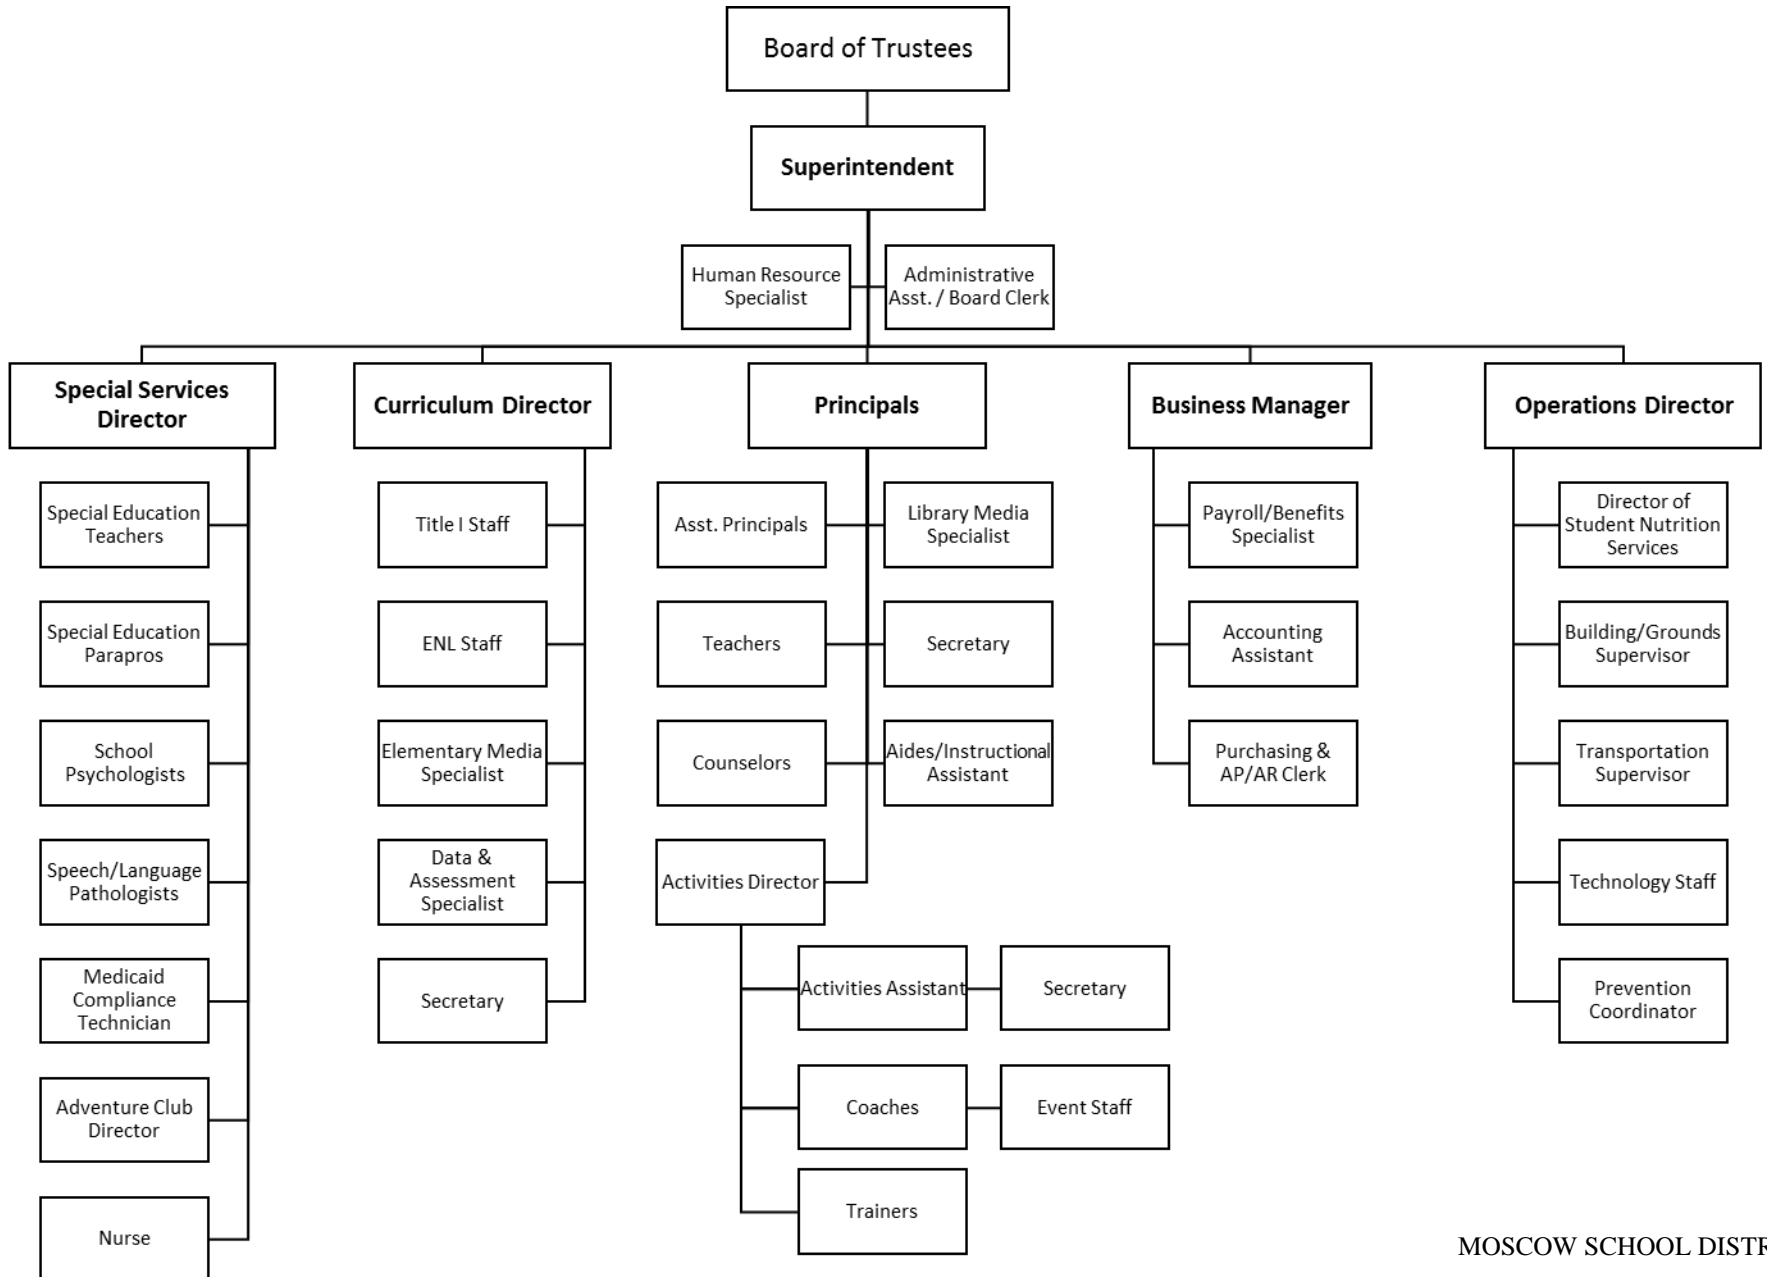 Board of Trustees
Superintendent
Human Resource
Specialist
Administrative
Asst. / Board Clerk
Special Services
Director
Curriculum Director
Principals
Business Manager
Operations Director
Special Education
Teachers
Special Education
Parapros
School
Psychologists
Speech/Language
Pathologists
Medicaid
Compliance
Technician
Adventure Club
Director
Nurse
Title I Staff
ENL Staff
Elementary Media
Specialist
Data &
Assessment
Specialist
Secretary
Asst. Principals
Library Media
Specialist
Teachers
Secretary
Counselors
Aides/Instructional
Assistant
Activities Director
Activities Assistant
Secretary
Coaches
Event Staff
Trainers
Payroll/Benefits
Specialist
Accounting
Assistant
Purchasing &
AP/AR Clerk
Director of
Student Nutrition
Services
Building/Grounds
Supervisor
Transportation
Supervisor
Technology Staff
Prevention
Coordinator
MOSCOW SCHOOL DISTR